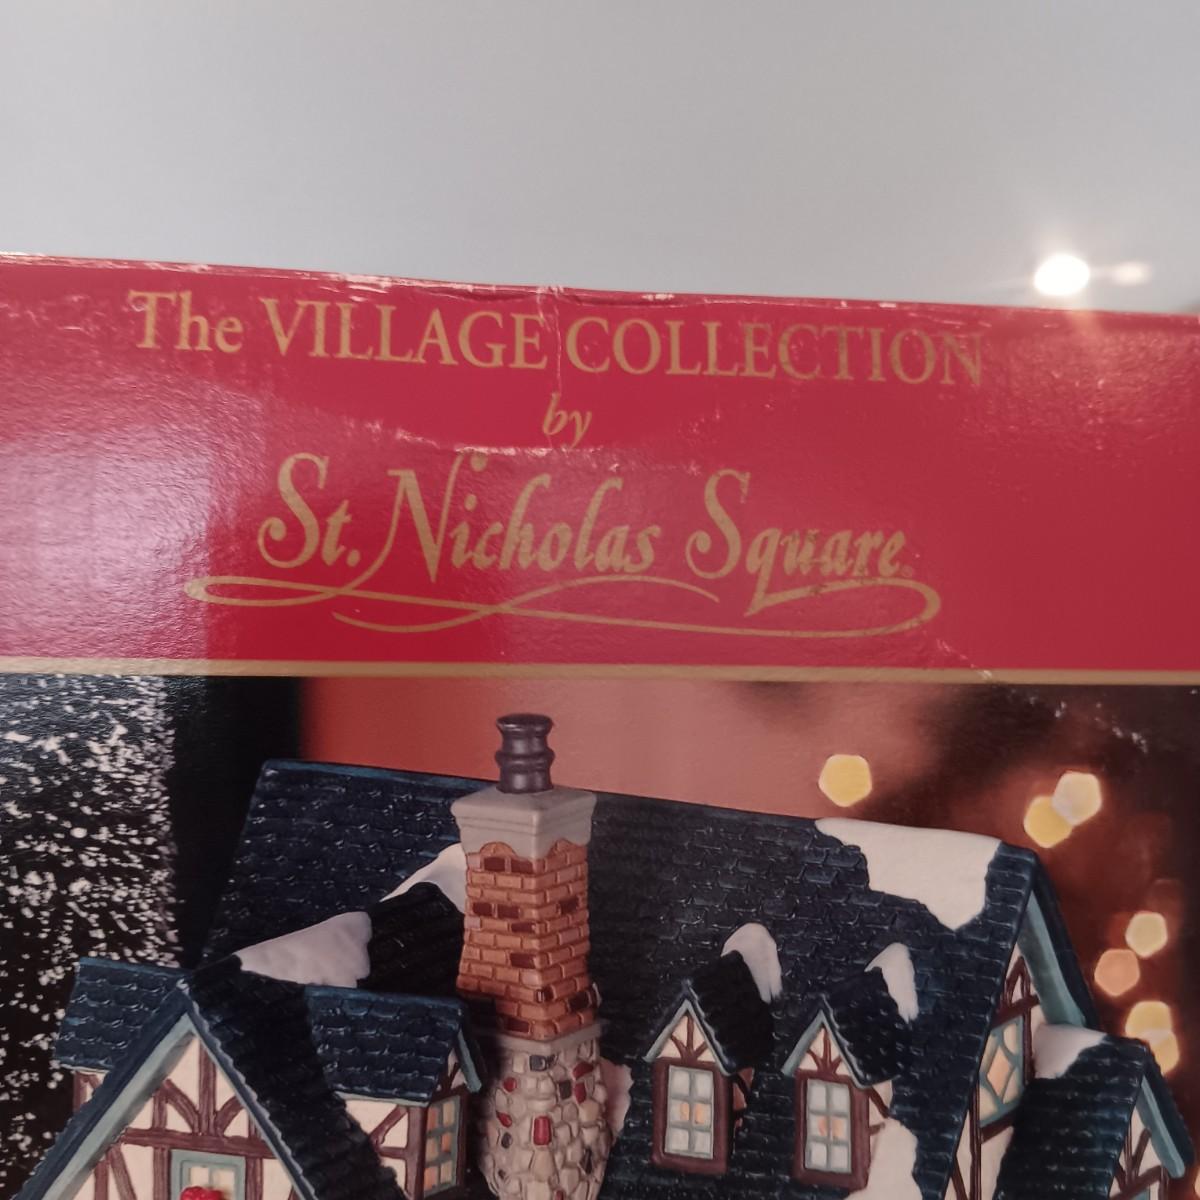 The VILLAGE COLLECTION
by
St. Nicholas Square®